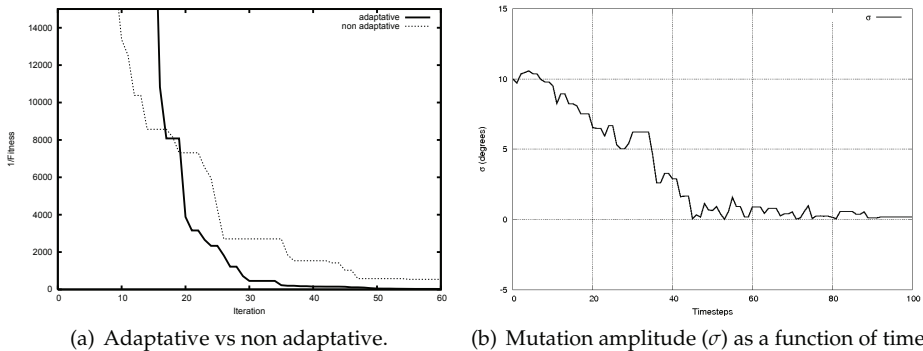 adaptative
non adaptative
14000
12000
10000
8000
6000
4000
2000
0
1/Fitness
0 10 20 30 40 50 60
Iteration
(a) Adaptative vs non adaptative.
σ
15
10
5
0
-5
σ (degrees)
0 20 40 60 80 100
Timesteps
(b) Mutation amplitude (σ) as a function of time